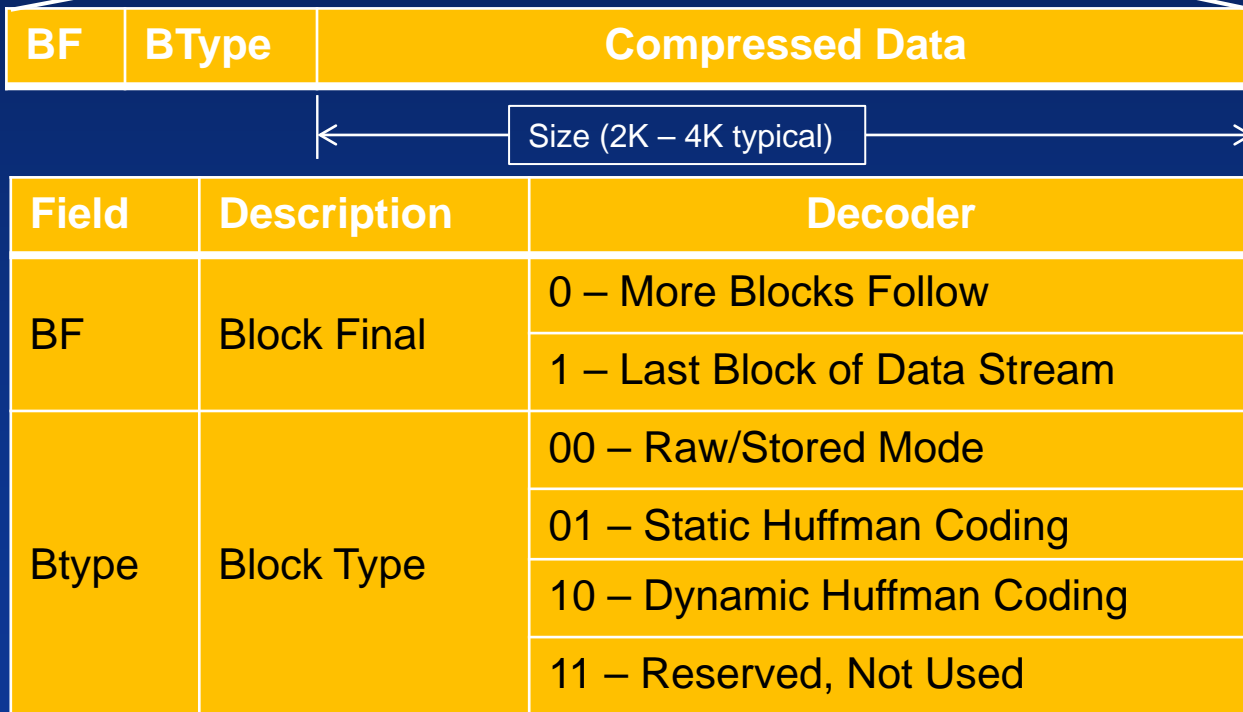 BF BType Compressed Data
Size (2K – 4K typical)
Field Description Decoder
BF Block Final
0 – More Blocks Follow
1 – Last Block of Data Stream
Btype Block Type
00 – Raw/Stored Mode
01 – Static Huffman Coding
10 – Dynamic Huffman Coding
11 – Reserved, Not Used